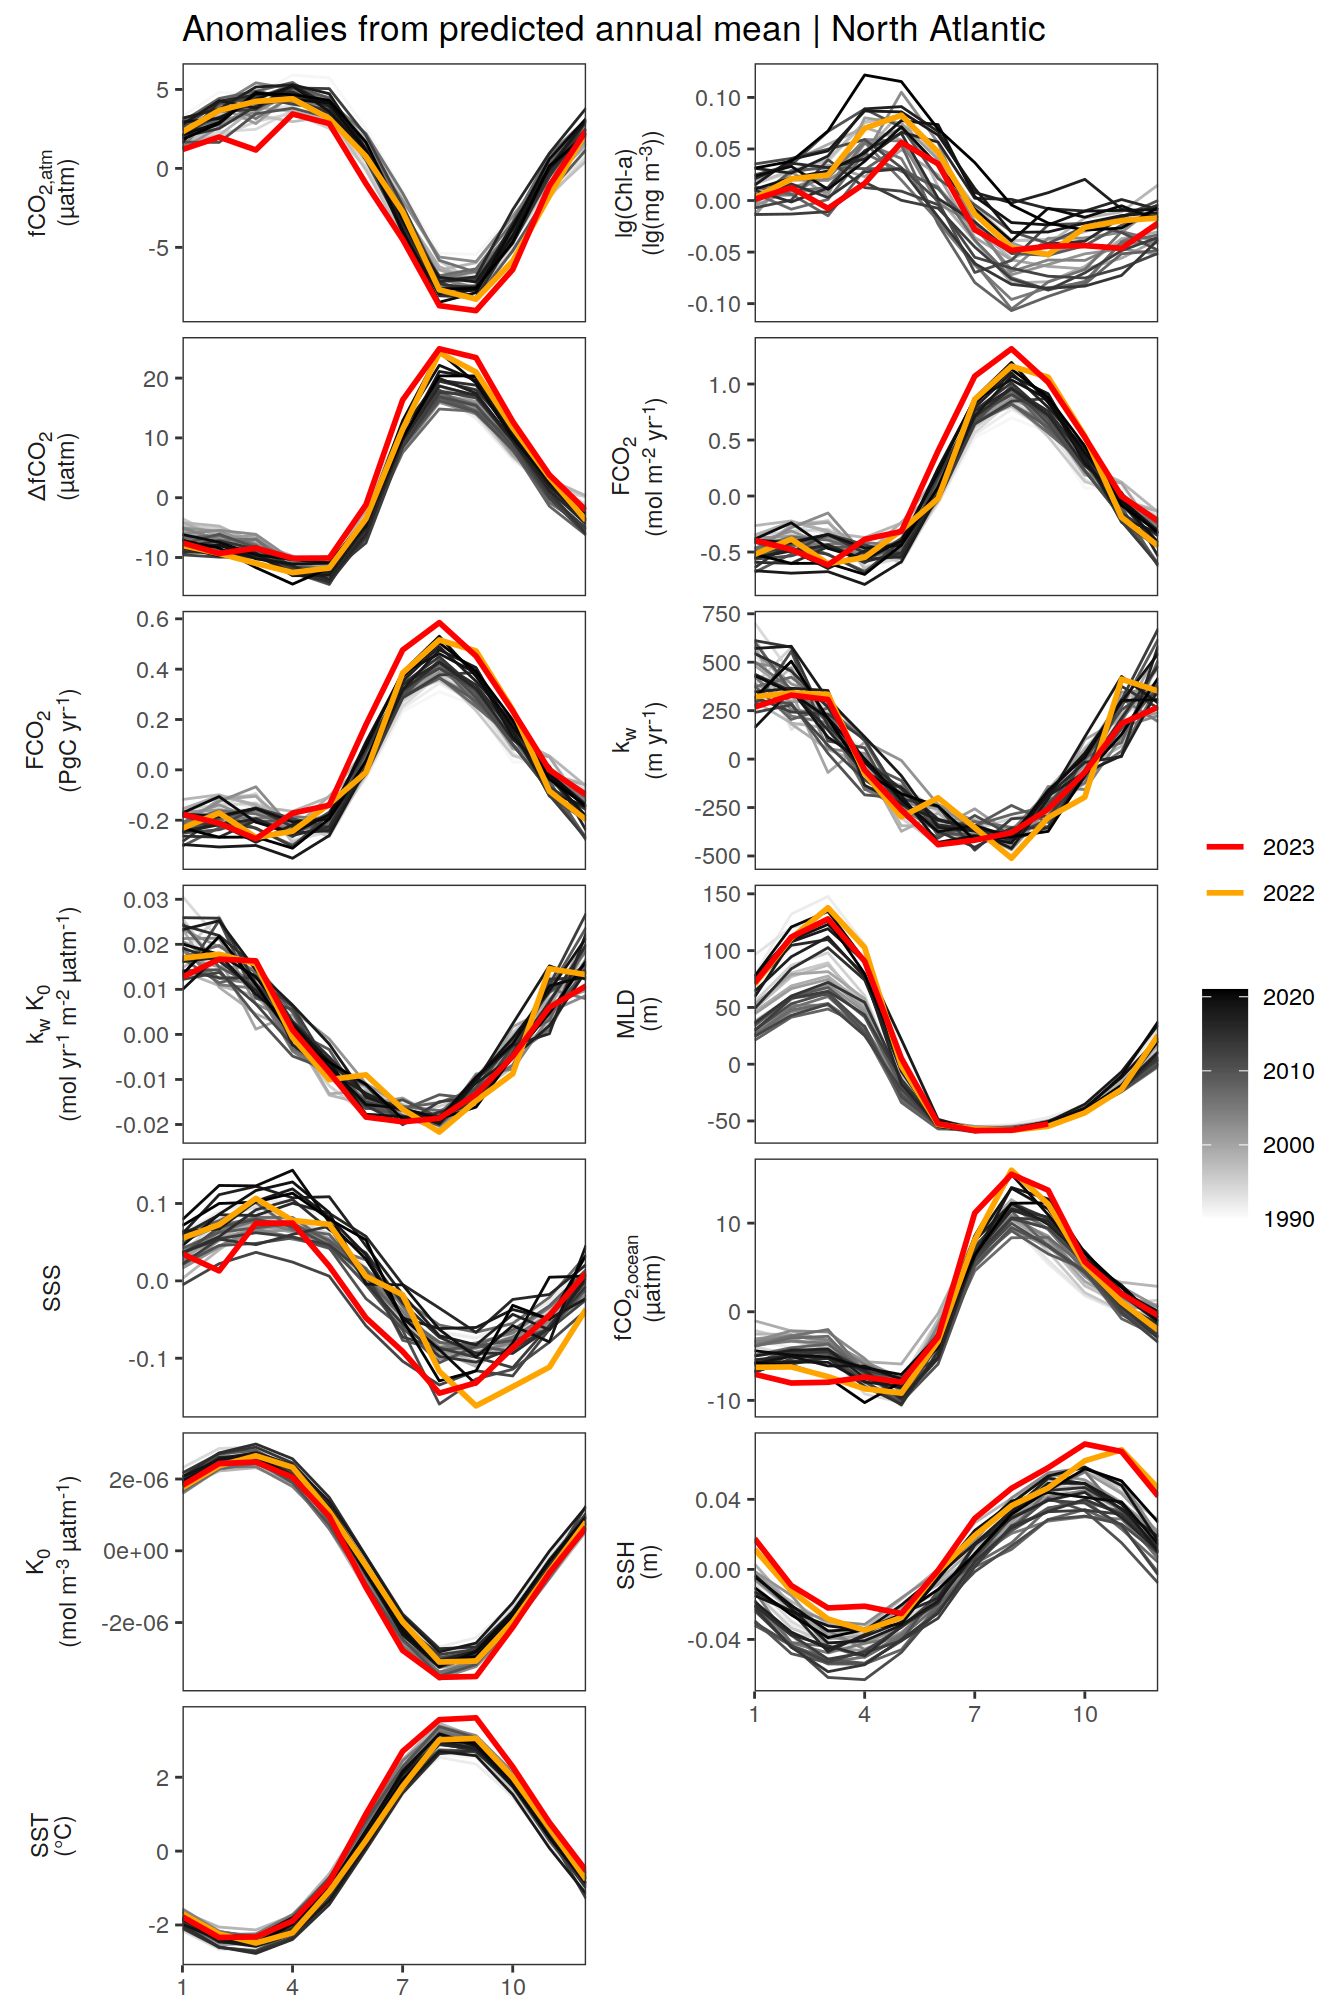 Anomalies from predicted annual mean | North Atlantic
fCO2,atm
(µatm)
5
0
-5
lg(Chl-a)
(lg(mg m-3))
0.10
0.05
0.00
-0.05
-0.10
ΔfCO2
(µatm)
20
10
0
-10
FCO2
(mol m-2 yr-1)
1.0
0.5
0.0
-0.5
FCO2
(PgC yr-1)
0.6
0.4
0.2
0.0
-0.2
kw
(m yr-1)
750
500
250
0
-250
-500
kw K0
(mol yr-1 m-2 µatm-1)
0.03
0.02
0.01
0.00
-0.01
-0.02
MLD
(m)
150
100
50
0
-50
SSS
0.1
0.0
-0.1
fCO2,ocean
(µatm)
10
0
-10
K0
(mol m-3 µatm-1)
2e-06
0e+00
-2e-06
SSH
(m)
0.04
0.00
-0.04
1 4 7 10
SST
(°C)
2
0
-2
1 4 7 10
2023
2022
2020
2010
2000
1990